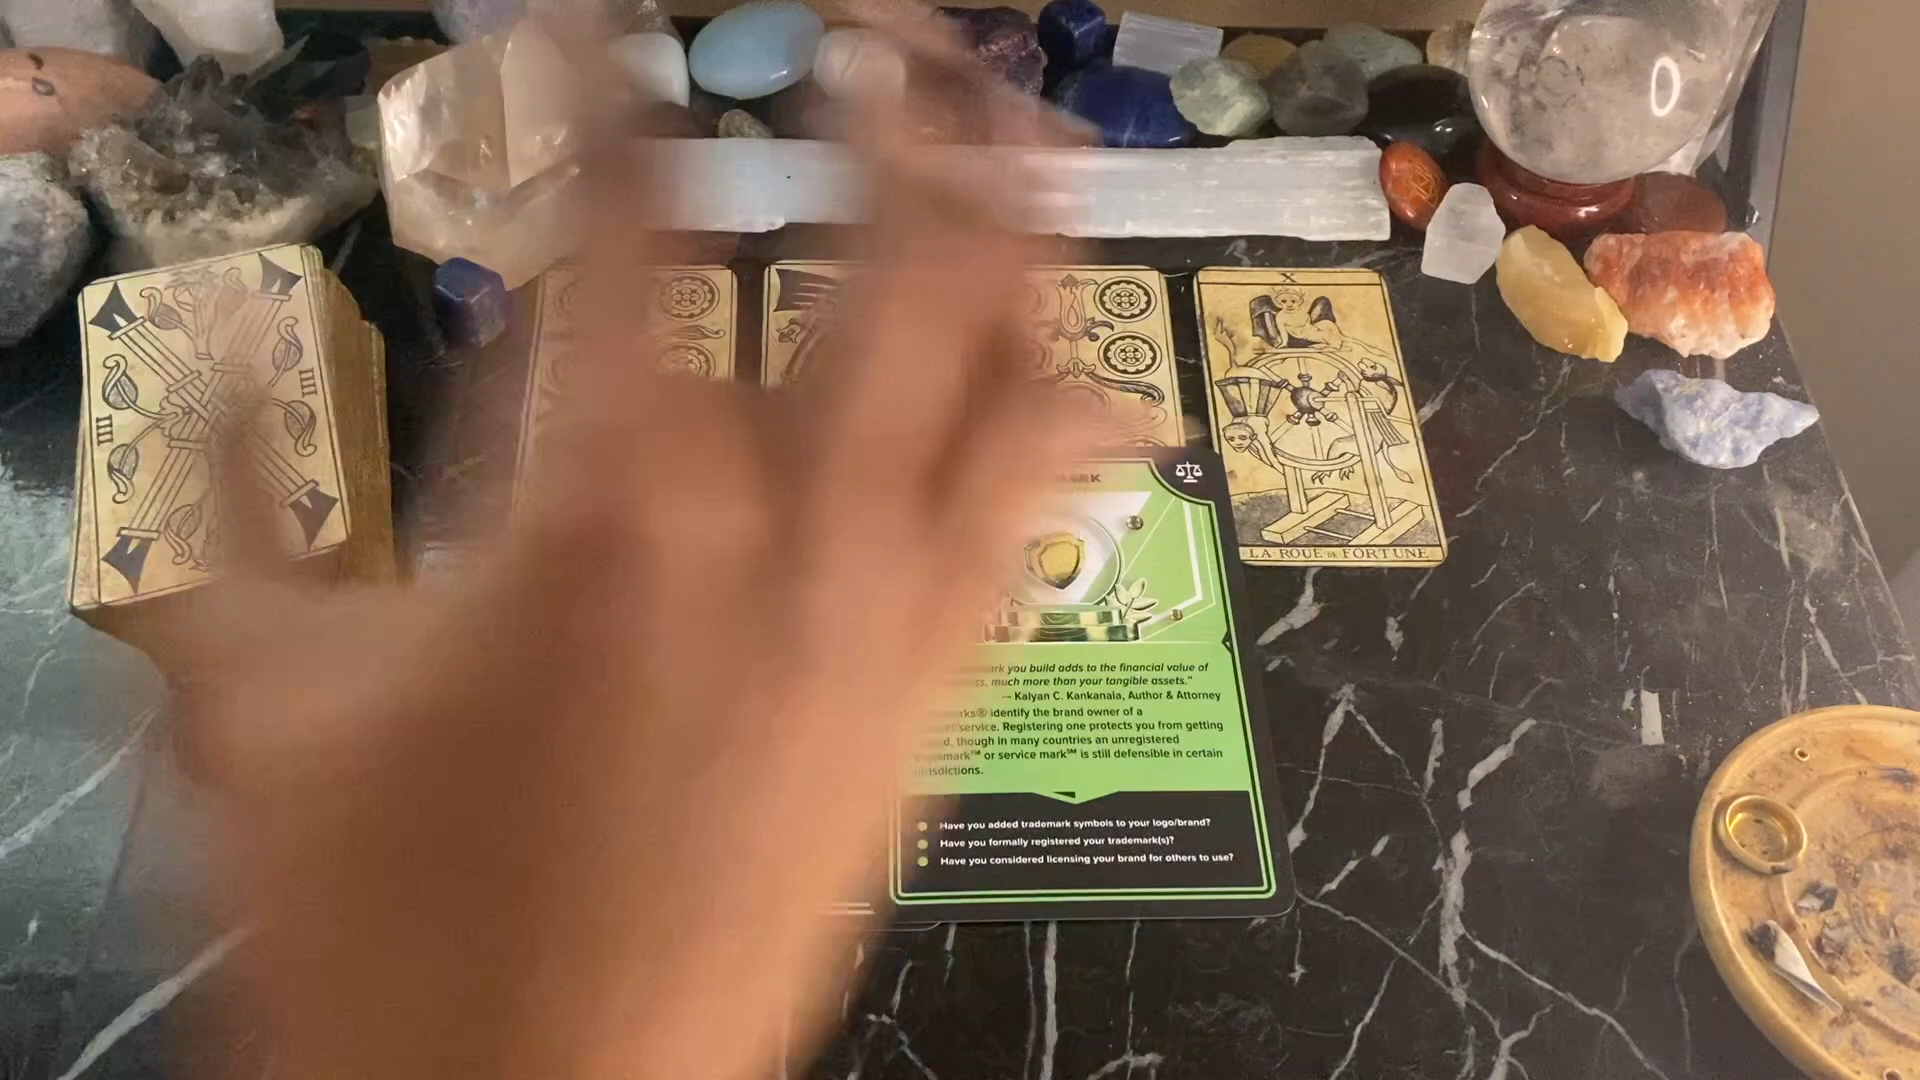 X
IIII
IIII
LA·ROUE DE FORTUNE
you build adds to the financial value of
much more than your tangible assets."
— Kalyan C. Kankanala, Author & Attorney
identify the brand owner of a
service. Registering one protects you from getting
though in many countries an unregistered
or service mark℠ is still defensible in certain
Have you added trademark symbols to your logo/brand?
Have you formally registered your trademark(s)?
Have you considered licensing your brand for others to use?